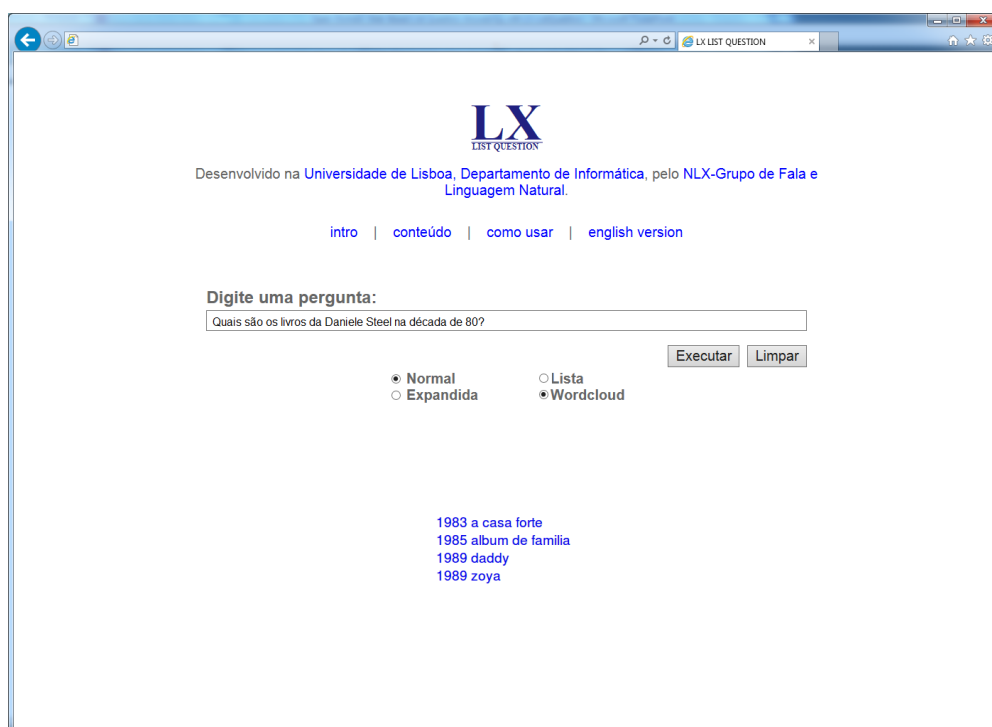 LX LIST QUESTION
LX
LIST QUESTION
Desenvolvido na Universidade de Lisboa, Departamento de Informática, pelo NLX-Grupo de Fala e
Linguagem Natural.
intro | conteúdo | como usar | english version
Digite uma pergunta:
Quais são os livros da Daniele Steel na década de 80?
Executar Limpar
Normal Lista
Expandida Wordcloud
1983 a casa forte
1985 album de familia
1989 daddy
1989 zoya